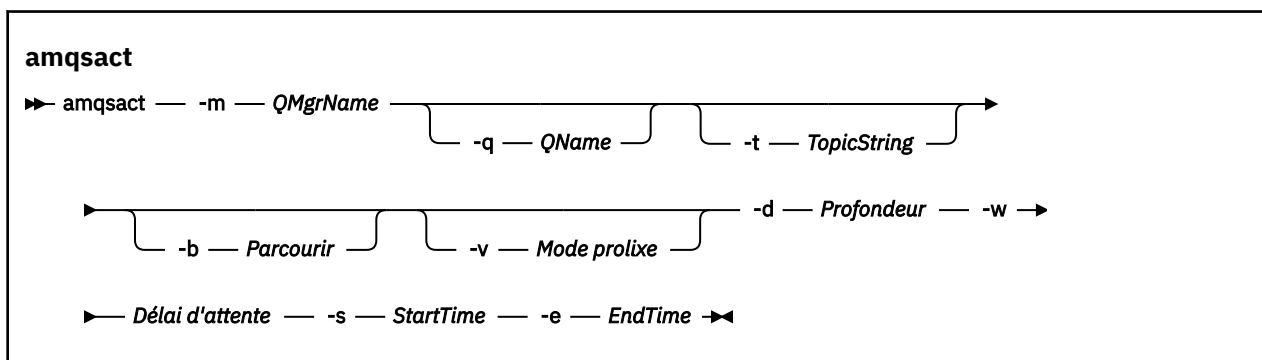 amqsact
amqsact — -m — QMgrName
-q — QName
-t — TopicString
-d — Profondeur — -w
-b — Parcourir
-v — Mode prolixe
Délai d'attente — -s — StartTime — -e — EndTime